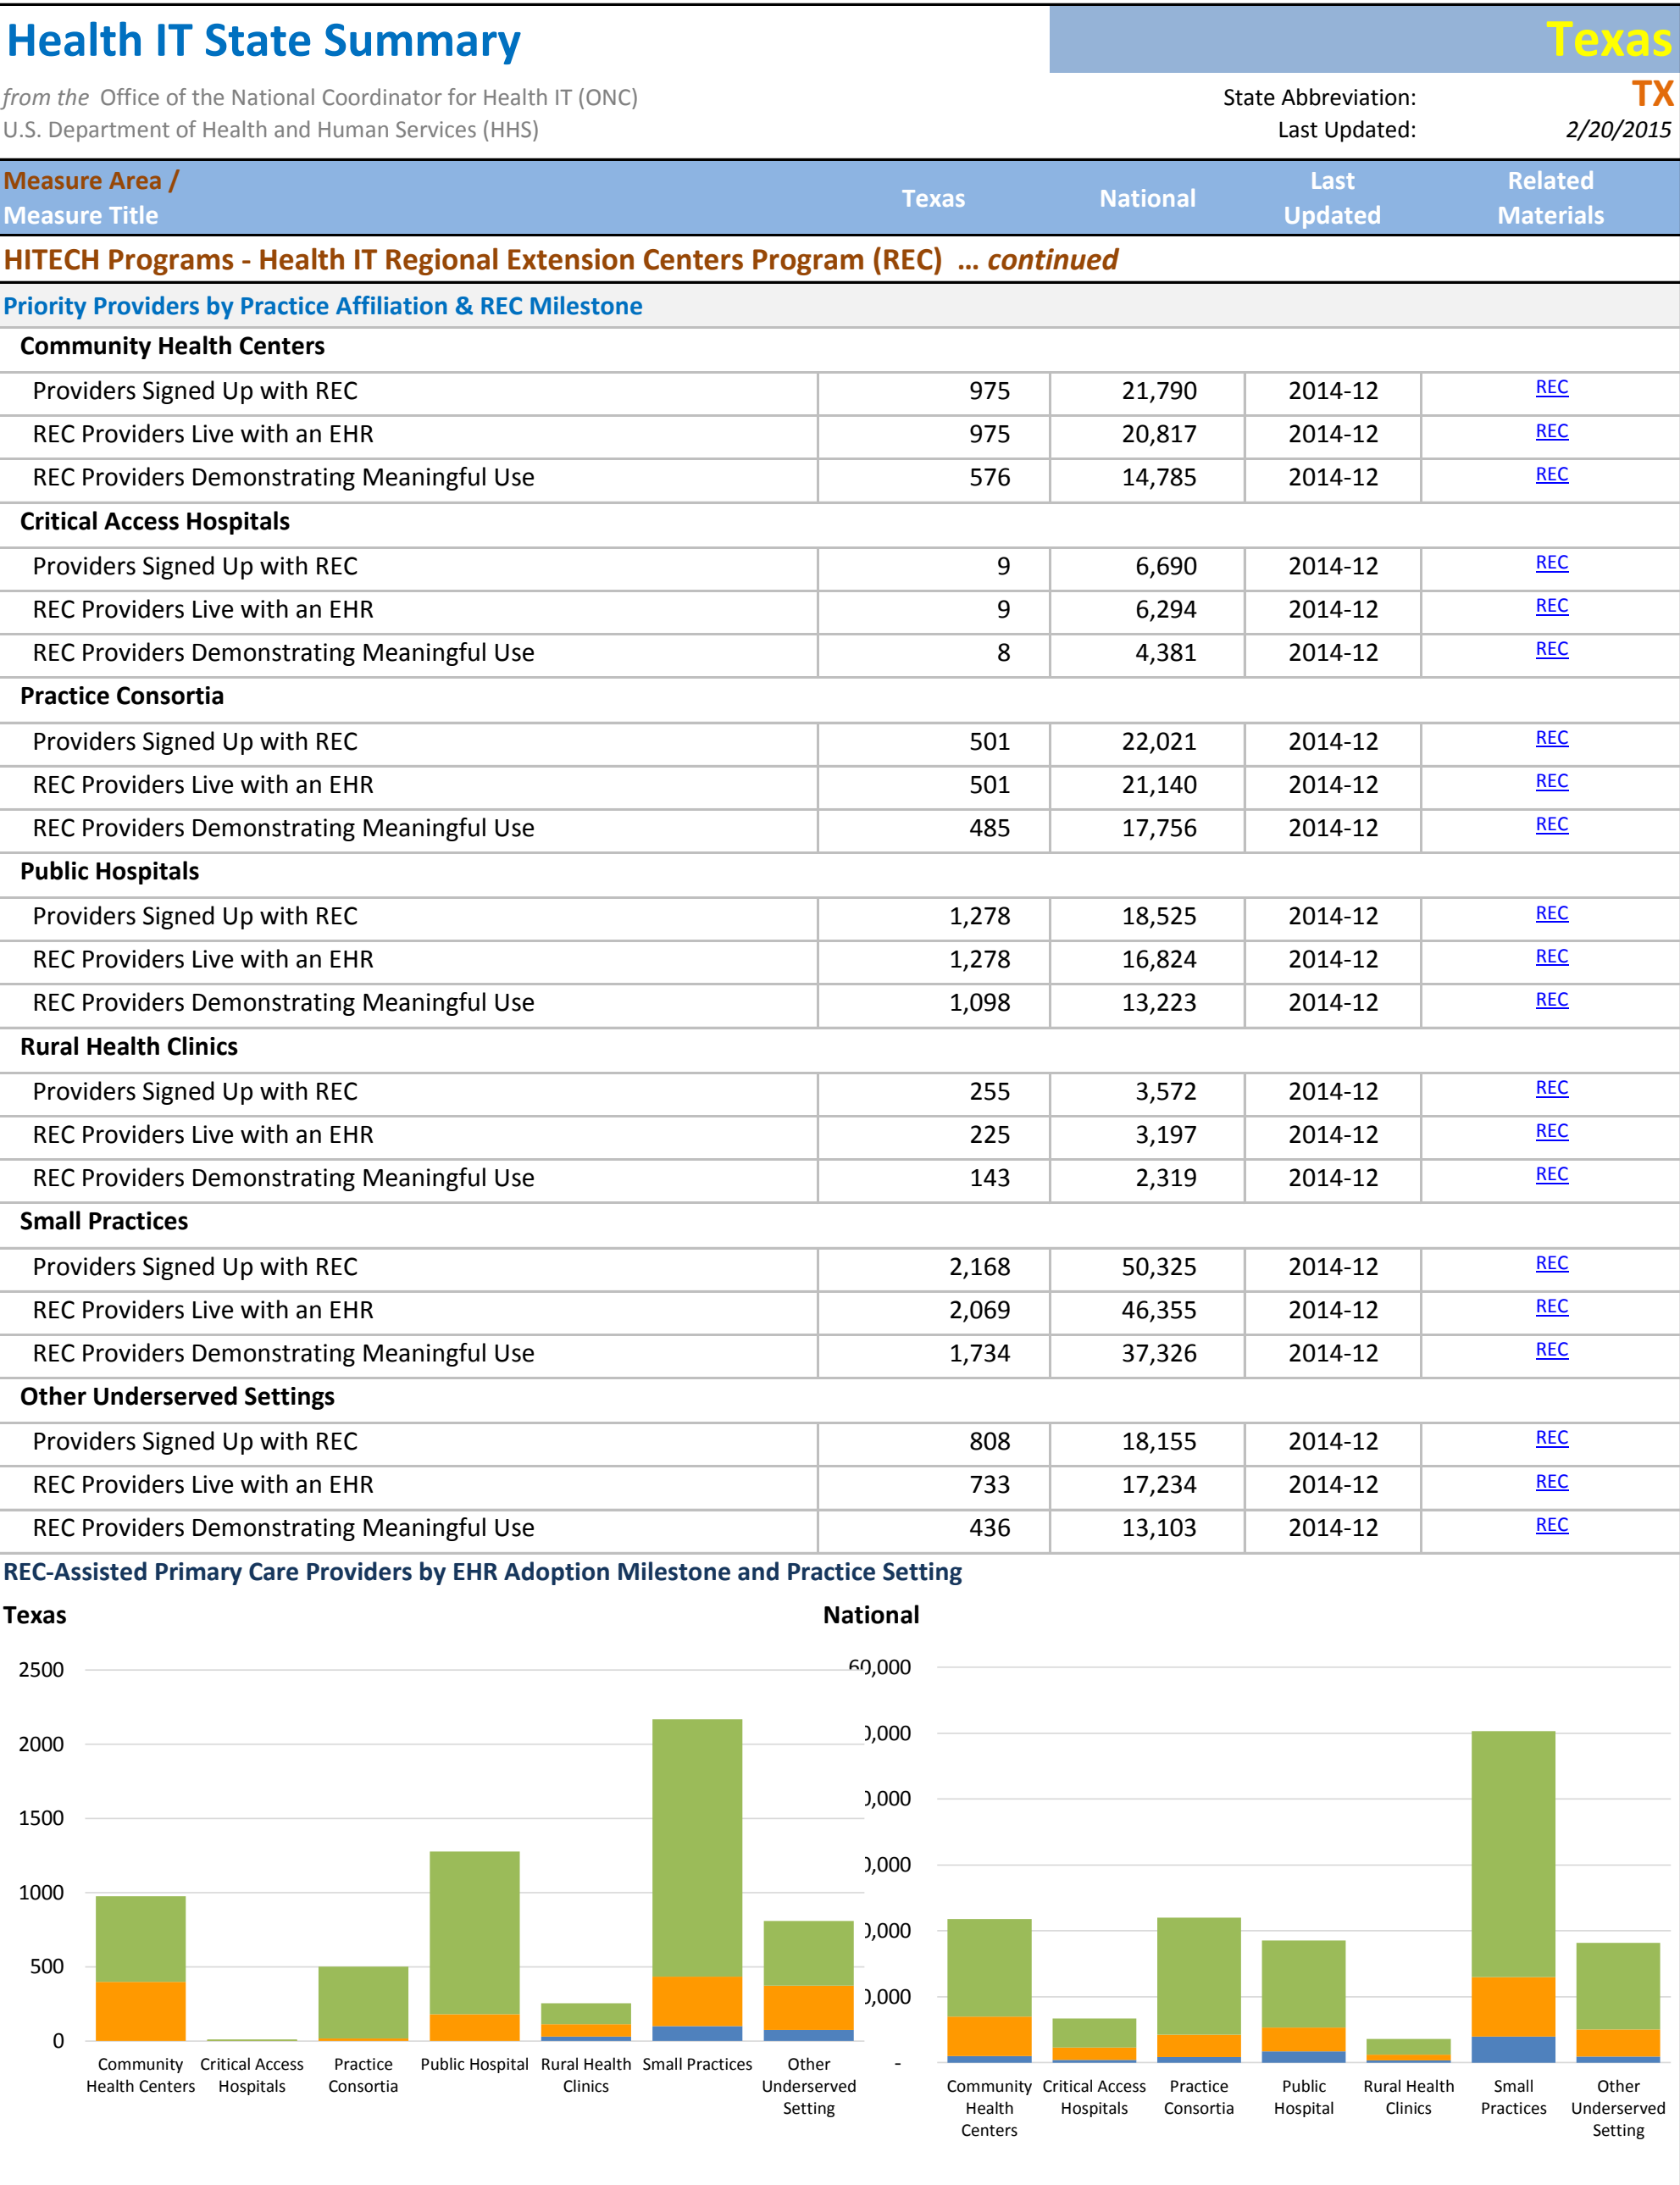 Health IT State Summary Texas
from the Office of the National Coordinator for Health IT (ONC) State Abbreviation: TX
U.S. Department of Health and Human Services (HHS) Last Updated: 2/20/2015
Measure Area / Measure Title Texas National Last Updated Related Materials
HITECH Programs - Health IT Regional Extension Centers Program (REC) ... continued
Priority Providers by Practice Affiliation & REC Milestone
Community Health Centers
Providers Signed Up with REC 975 21,790 2014-12 REC
REC Providers Live with an EHR 975 20,817 2014-12 REC
REC Providers Demonstrating Meaningful Use 576 14,785 2014-12 REC
Critical Access Hospitals
Providers Signed Up with REC 9 6,690 2014-12 REC
REC Providers Live with an EHR 9 6,294 2014-12 REC
REC Providers Demonstrating Meaningful Use 8 4,381 2014-12 REC
Practice Consortia
Providers Signed Up with REC 501 22,021 2014-12 REC
REC Providers Live with an EHR 501 21,140 2014-12 REC
REC Providers Demonstrating Meaningful Use 485 17,756 2014-12 REC
Public Hospitals
Providers Signed Up with REC 1,278 18,525 2014-12 REC
REC Providers Live with an EHR 1,278 16,824 2014-12 REC
REC Providers Demonstrating Meaningful Use 1,098 13,223 2014-12 REC
Rural Health Clinics
Providers Signed Up with REC 255 3,572 2014-12 REC
REC Providers Live with an EHR 225 3,197 2014-12 REC
REC Providers Demonstrating Meaningful Use 143 2,319 2014-12 REC
Small Practices
Providers Signed Up with REC 2,168 50,325 2014-12 REC
REC Providers Live with an EHR 2,069 46,355 2014-12 REC
REC Providers Demonstrating Meaningful Use 1,734 37,326 2014-12 REC
Other Underserved Settings
Providers Signed Up with REC 808 18,155 2014-12 REC
REC Providers Live with an EHR 733 17,234 2014-12 REC
REC Providers Demonstrating Meaningful Use 436 13,103 2014-12 REC
REC-Assisted Primary Care Providers by EHR Adoption Milestone and Practice Setting
Texas
2500
2000
1500
1000
500
0
Community Health Centers
Critical Access Hospitals
Practice Consortia
Public Hospital
Rural Health Clinics
Small Practices
Other Underserved Setting
National
60,000
0,000
0,000
0,000
0,000
0,000
-
Community Health Centers
Critical Access Hospitals
Practice Consortia
Public Hospital
Rural Health Clinics
Small Practices
Other Underserved Setting